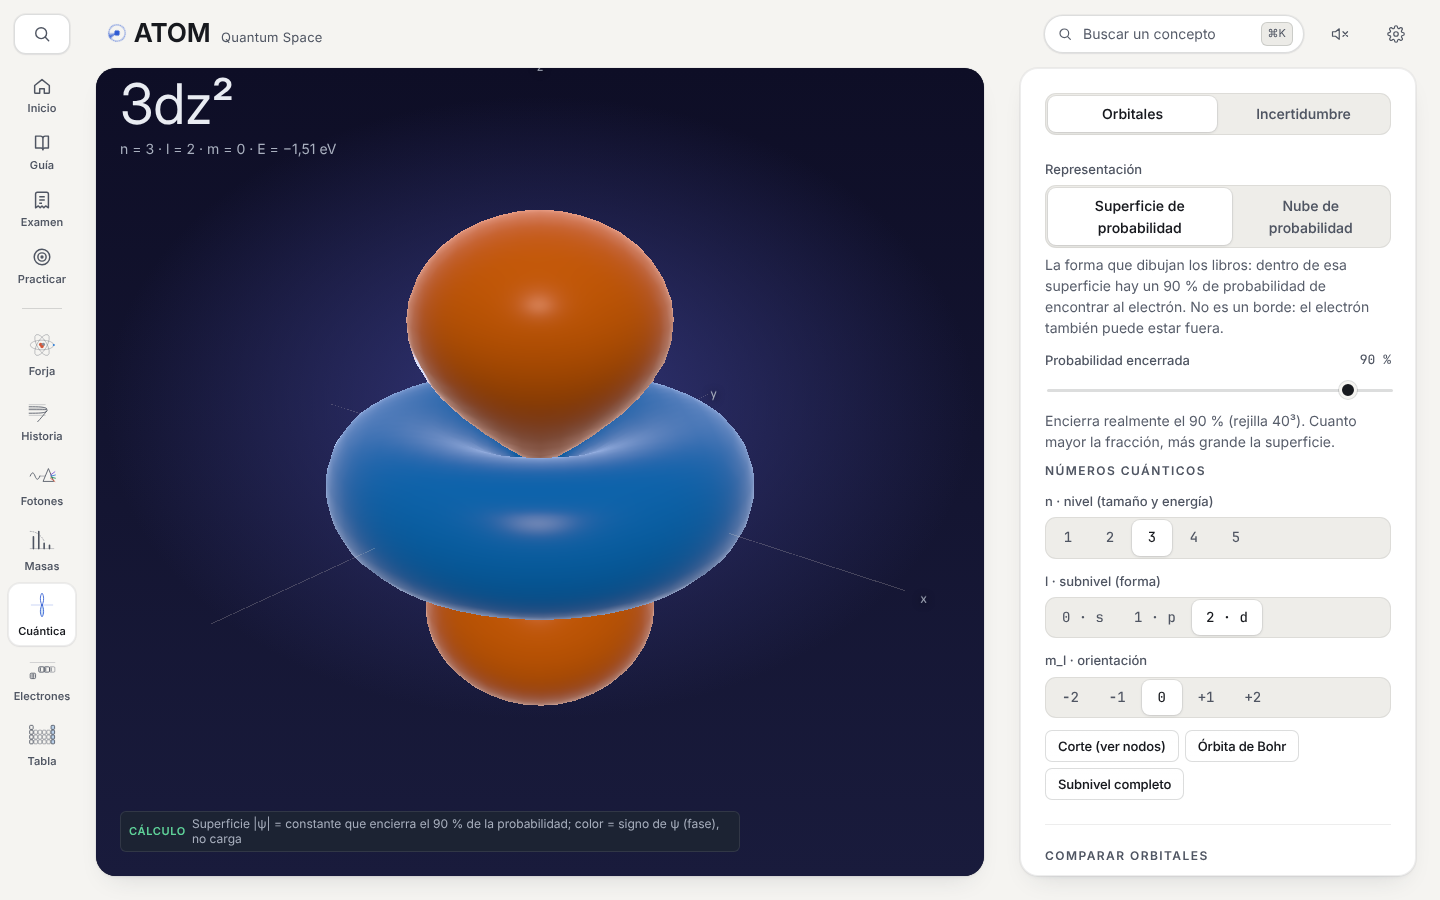 ATOM Quantum Space
Buscar un concepto ⌘K
Inicio
Guía
Examen
Practicar
Forja
Historia
Fotones
Masas
Cuántica
Electrones
Tabla
z
3dz²
n = 3 · l = 2 · m = 0 · E = −1,51 eV
y
x
CÁLCULO Superficie |ψ| = constante que encierra el 90 % de la probabilidad; color = signo de ψ (fase),
no carga
Orbitales Incertidumbre
Representación
Superficie de
probabilidad
Nube de
probabilidad
La forma que dibujan los libros: dentro de esa
superficie hay un 90 % de probabilidad de
encontrar al electrón. No es un borde: el electrón
también puede estar fuera.
Probabilidad encerrada 90 %
Encierra realmente el 90 % (rejilla 40³). Cuanto
mayor la fracción, más grande la superficie.
NÚMEROS CUÁNTICOS
n · nivel (tamaño y energía)
1 2 3 4 5
l · subnivel (forma)
0 · s 1 · p 2 · d
m_l · orientación
-2 -1 0 +1 +2
Corte (ver nodos) Órbita de Bohr
Subnivel completo
COMPARAR ORBITALES